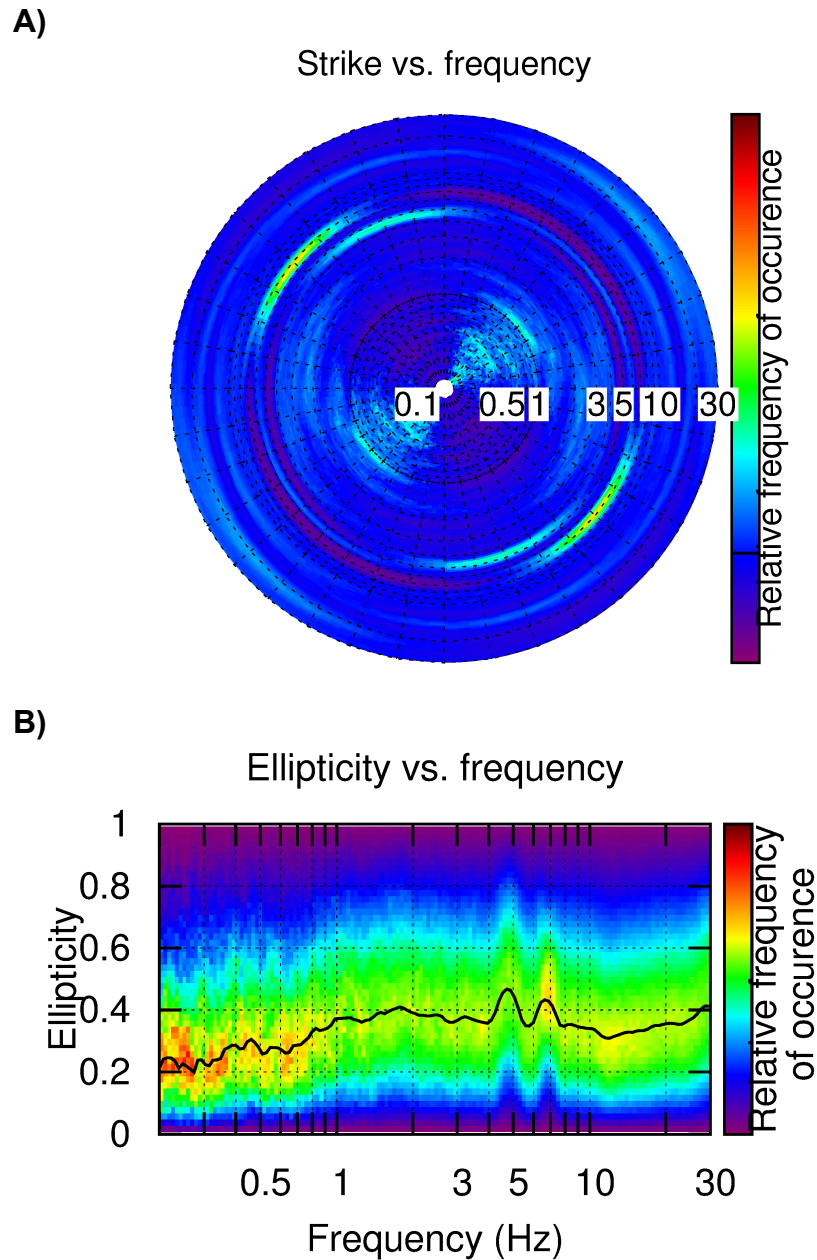 A)
Strike vs. frequency
0.1 0.5 1 3 5 10 30
Relative frequency of occurence
B)
Ellipticity vs. frequency
1
0.8
0.6
0.4
0.2
0
Ellipticity
0.5 1 3 5 10 30
Frequency (Hz)
Relative frequency
of occurence